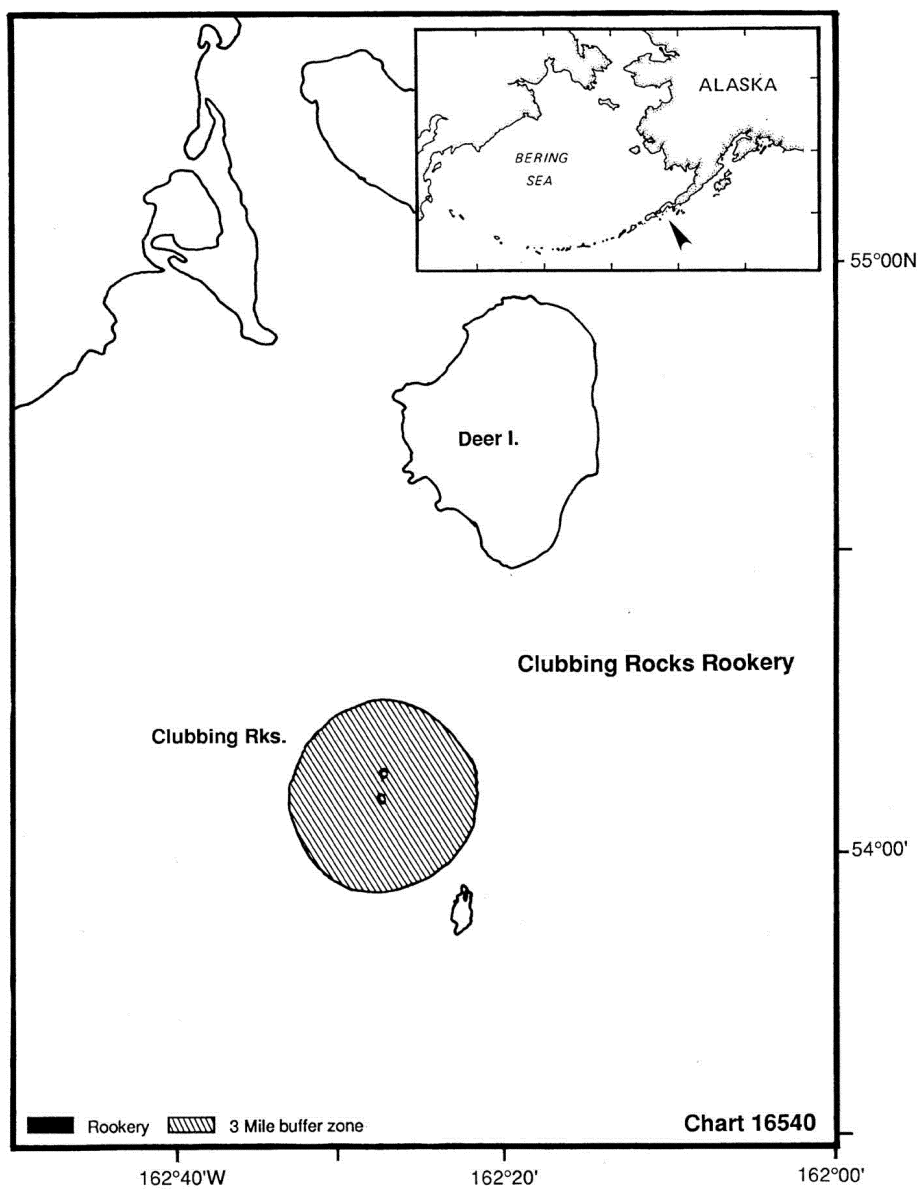 ALASKA
BERING
SEA
55°00N
Deer I.
Clubbing Rocks Rookery
Clubbing Rks.
54°00'
Rookery
3 Mile buffer zone
Chart 16540
162°40'W
162°20'
162°00'